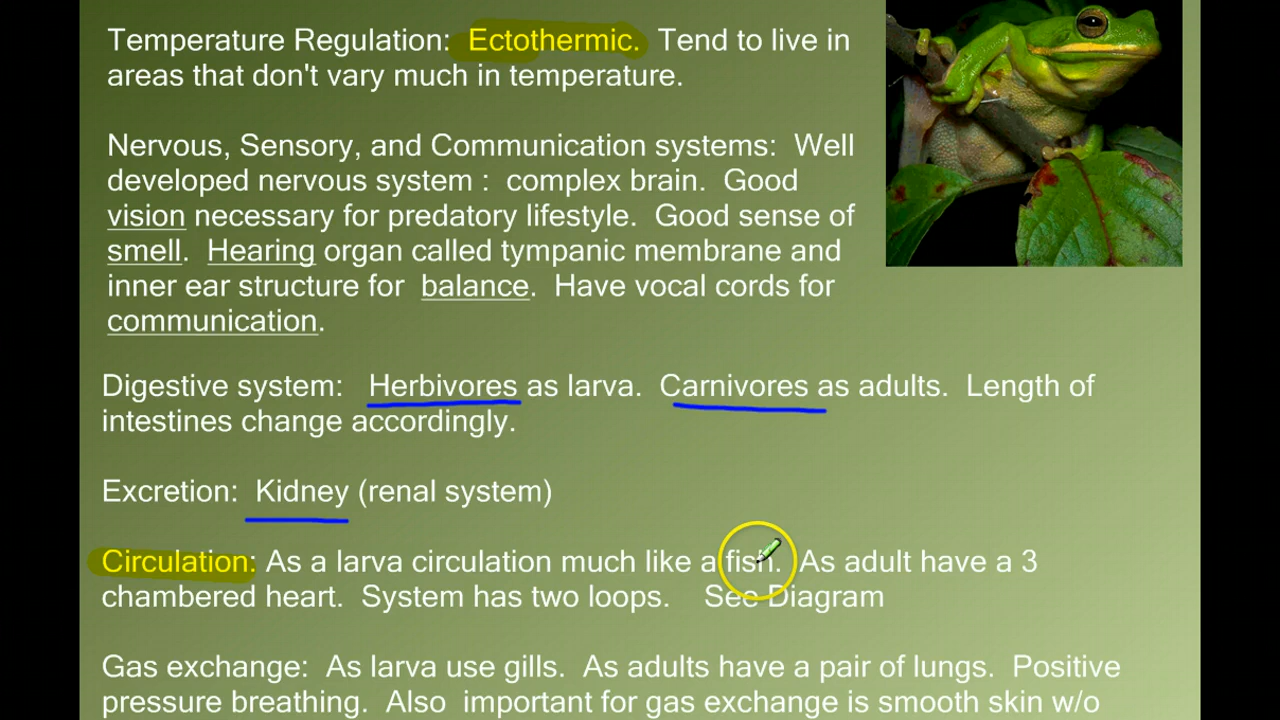 Temperature Regulation: Ectothermic. Tend to live in
areas that don't vary much in temperature.
Nervous, Sensory, and Communication systems: Well
developed nervous system : complex brain. Good
vision necessary for predatory lifestyle. Good sense of
smell. Hearing organ called tympanic membrane and
inner ear structure for balance. Have vocal cords for
communication.
Digestive system: Herbivores as larva. Carnivores as adults. Length of
intestines change accordingly.
Excretion: Kidney (renal system)
Circulation: As a larva circulation much like a fish. As adult have a 3
chambered heart. System has two loops. See Diagram
Gas exchange: As larva use gills. As adults have a pair of lungs. Positive
pressure breathing. Also important for gas exchange is smooth skin w/o